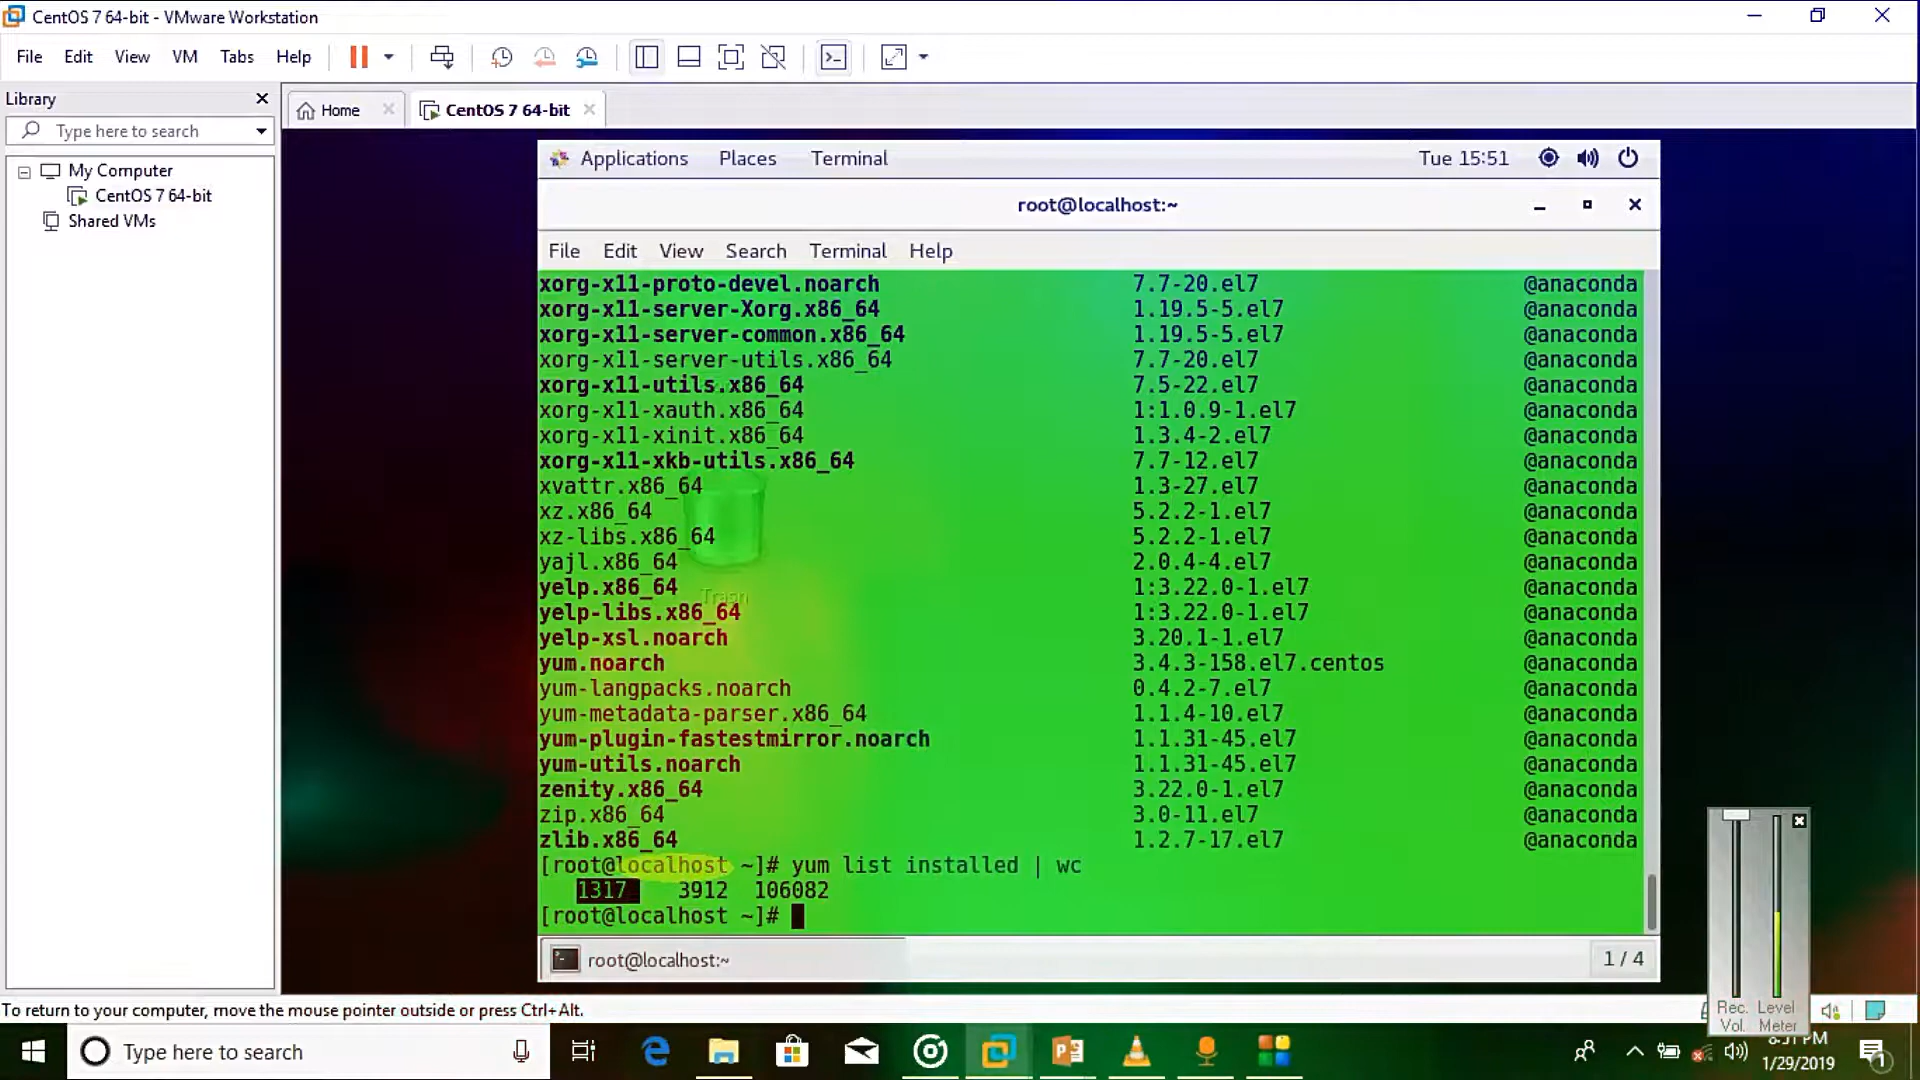 CentOS 7 64-bit - VMware Workstation
File Edit View VM Tabs Help
Library
Home
CentOS 7 64-bit
Type here to search
My Computer
CentOS 7 64-bit
Shared VMs
Applications Places Terminal Tue 15:51
root@localhost:~
File Edit View Search Terminal Help
xorg-x11-proto-devel.noarch 7.7-20.el7 @anaconda
xorg-x11-server-Xorg.x86_64 1.19.5-5.el7 @anaconda
xorg-x11-server-common.x86_64 1.19.5-5.el7 @anaconda
xorg-x11-server-utils.x86_64 7.7-20.el7 @anaconda
xorg-x11-utils.x86_64 7.5-22.el7 @anaconda
xorg-x11-xauth.x86_64 1:1.0.9-1.el7 @anaconda
xorg-x11-xinit.x86_64 1.3.4-2.el7 @anaconda
xorg-x11-xkb-utils.x86_64 7.7-12.el7 @anaconda
xvattr.x86_64 1.3-27.el7 @anaconda
xz.x86_64 5.2.2-1.el7 @anaconda
xz-libs.x86_64 5.2.2-1.el7 @anaconda
yajl.x86_64 2.0.4-4.el7 @anaconda
yelp.x86_64 1:3.22.0-1.el7 @anaconda
Trash
yelp-libs.x86_64 1:3.22.0-1.el7 @anaconda
yelp-xsl.noarch 3.20.1-1.el7 @anaconda
yum.noarch 3.4.3-158.el7.centos @anaconda
yum-langpacks.noarch 0.4.2-7.el7 @anaconda
yum-metadata-parser.x86_64 1.1.4-10.el7 @anaconda
yum-plugin-fastestmirror.noarch 1.1.31-45.el7 @anaconda
yum-utils.noarch 1.1.31-45.el7 @anaconda
zenity.x86_64 3.22.0-1.el7 @anaconda
zip.x86_64 3.0-11.el7 @anaconda
zlib.x86_64 1.2.7-17.el7 @anaconda
[root@localhost ~]# yum list installed | wc
1317 3912 106082
[root@localhost ~]#
root@localhost:~ 1 / 4
To return to your computer, move the mouse pointer outside or press Ctrl+Alt.
Rec. Level
Vol. Meter
Type here to search
PM
1/29/2019
1